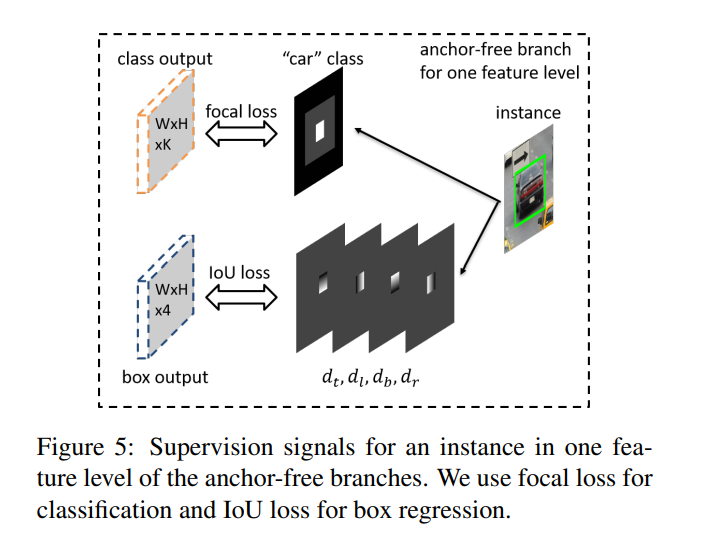 class output
"car" class
anchor-free branch
for one feature level
focal loss
instance
WxH
xK
IoU loss
WxH
x4
box output
d_t, d_l, d_b, d_r
Figure 5: Supervision signals for an instance in one fea-
ture level of the anchor-free branches. We use focal loss for
classification and IoU loss for box regression.